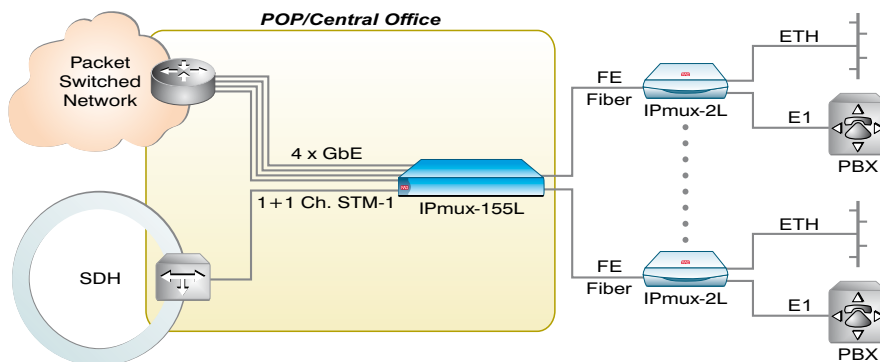 POP/Central Office
Packet
Switched
Network
4 x GbE
1+1 Ch. STM-1
IPmux-155L
SDH
FE
Fiber
IPmux-2L
ETH
E1
PBX
FE
Fiber
IPmux-2L
ETH
E1
PBX